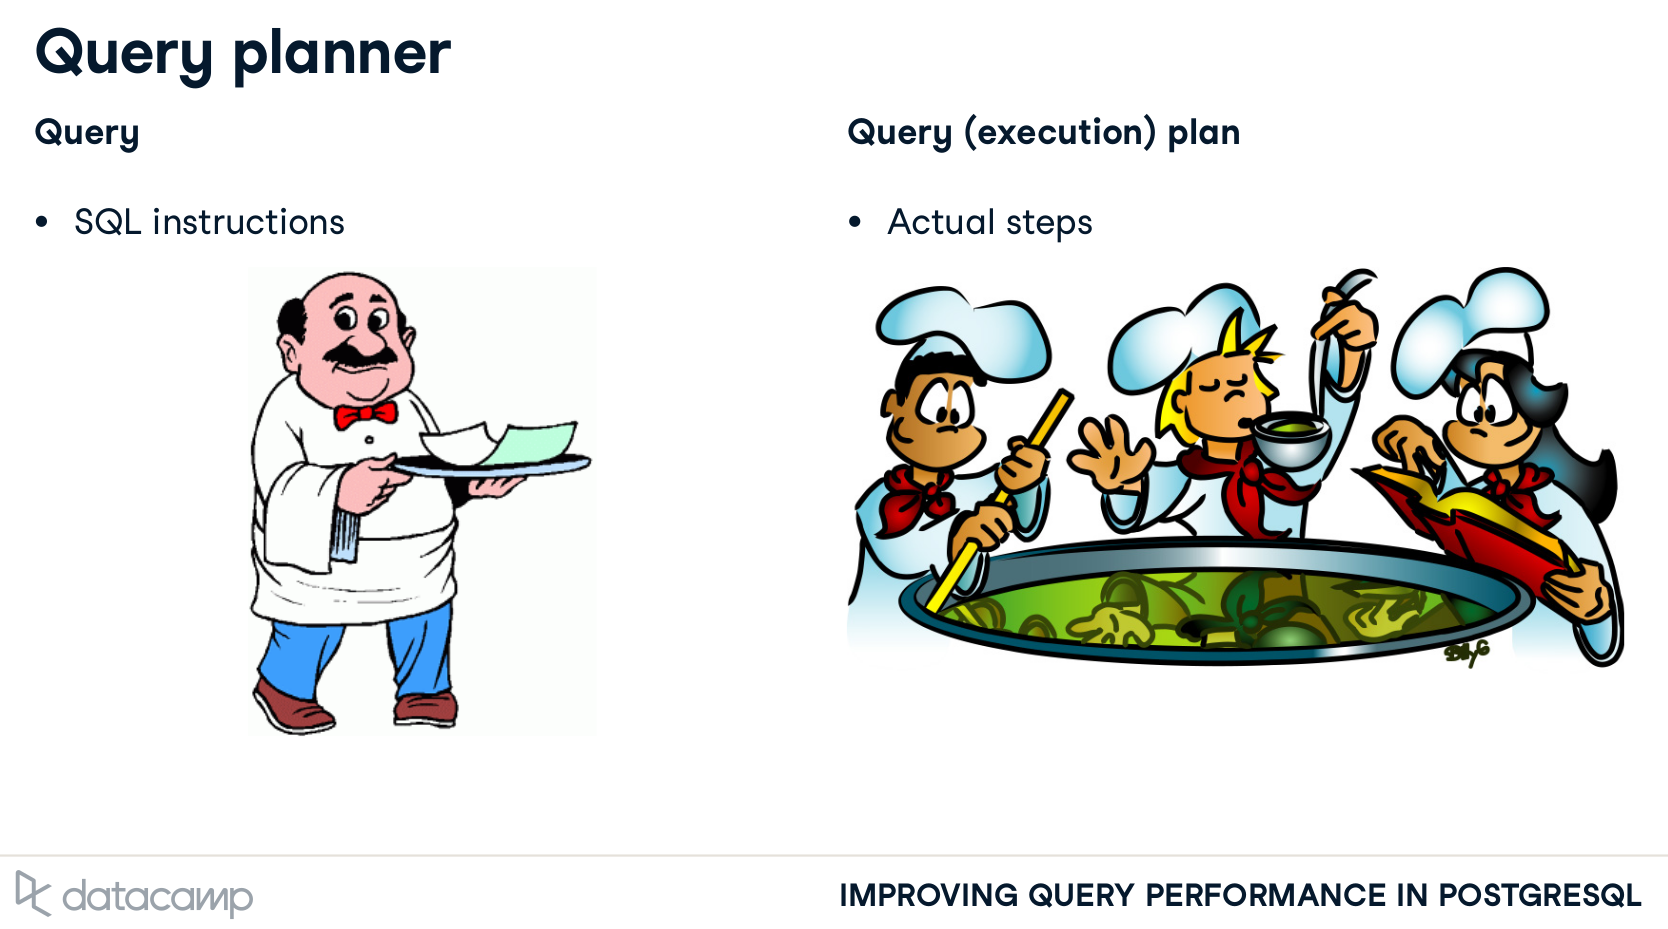 Query planner
Query
• SQL instructions
Query (execution) plan
• Actual steps
datacamp
IMPROVING QUERY PERFORMANCE IN POSTGRESQL